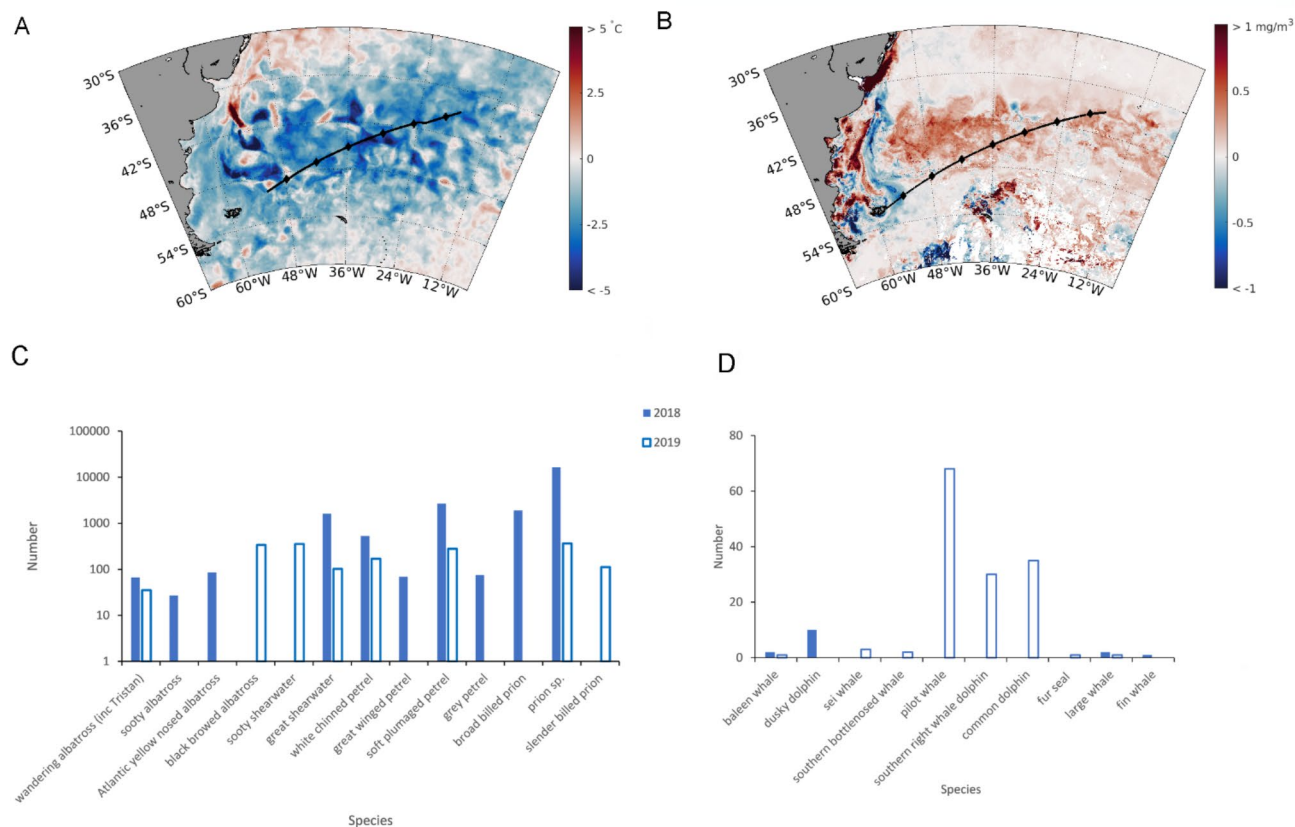 A
> 5 °C
2.5
0
-2.5
< -5
30°S
36°S
42°S
48°S
54°S
60°S
60°W
48°W
36°W
24°W
12°W
B
> 1 mg/m³
0.5
0
-0.5
< -1
30°S
36°S
42°S
48°S
54°S
60°S
60°W
48°W
36°W
24°W
12°W
C
2018
2019
100000
10000
1000
100
10
1
Number
wandering albatross (inc Tristan)
sooty albatross
Atlantic yellow nosed albatross
black browed albatross
sooty shearwater
great shearwater
white chinned petrel
great winged petrel
soft plumaged petrel
grey petrel
broad billed prion
prion sp.
slender billed prion
Species
D
80
60
40
20
0
Number
baleen whale
dusky dolphin
sei whale
southern bottlenosed whale
pilot whale
southern right whale dolphin
common dolphin
fur seal
large whale
fin whale
Species